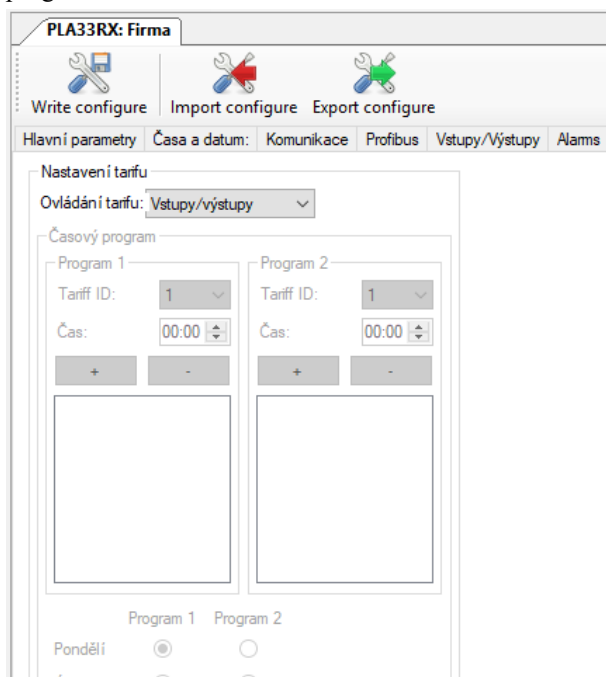 PLA33RX: Firma
Write configure Import configure Export configure
Hlavní parametry Časa a datum: Komunikace Profibus Vstupy/Výstupy Alarms
Nastavení tarifu
Ovládání tarifu: Vstupy/výstupy
Časový program
Program 1 Program 2
Tariff ID: 1 Tariff ID: 1
Čas: 00:00 Čas: 00:00
+ - + -
Program 1 Program 2
Pondělí